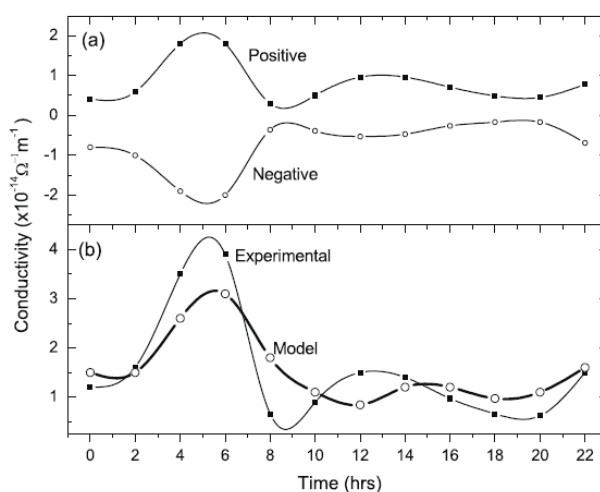 (a)
Positive
Negative
2
1
0
-1
-2
(b)
Experimental
Model
4
3
2
1
Conductivity (x10⁻¹⁴Ω⁻¹m⁻¹)
0 2 4 6 8 10 12 14 16 18 20 22
Time (hrs)